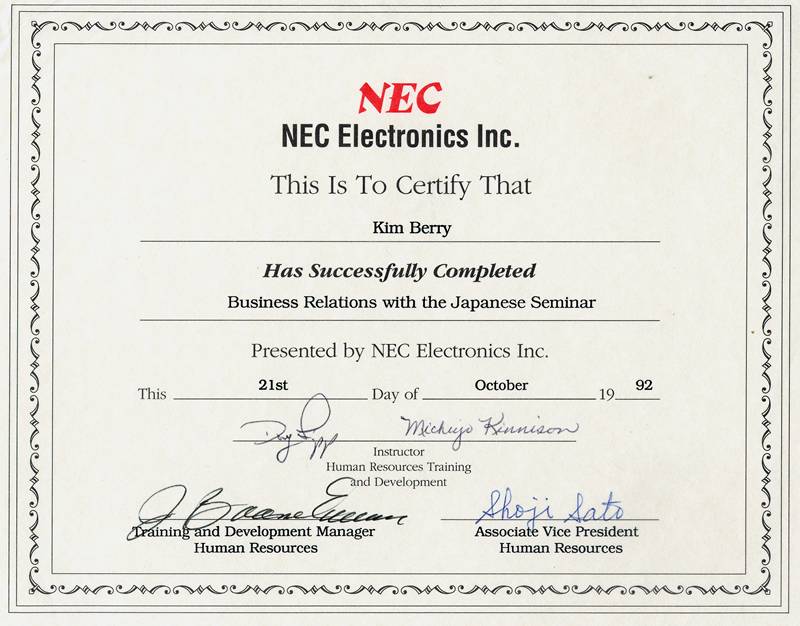 NEC
NEC Electronics Inc.
This Is To Certify That
Kim Berry
Has Successfully Completed
Business Relations with the Japanese Seminar
Presented by NEC Electronics Inc.
This 21st Day of October 19 92
Michiyo Kinnison
Instructor
Human Resources Training
and Development
Shoji Sato
Training and Development Manager Associate Vice President
Human Resources Human Resources